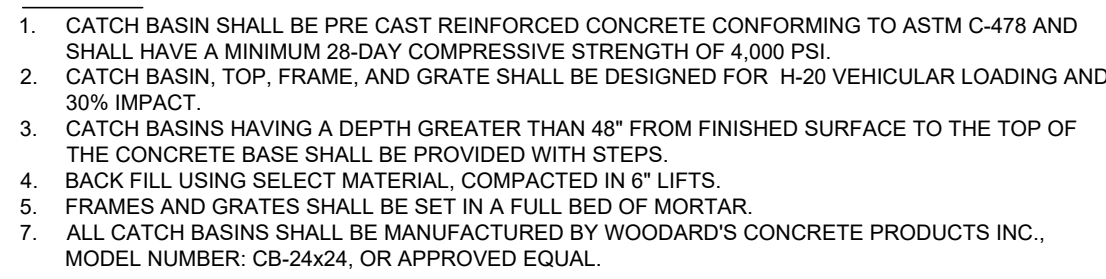 1. CATCH BASIN SHALL BE PRE CAST REINFORCED CONCRETE CONFORMING TO ASTM C-478 AND
SHALL HAVE A MINIMUM 28-DAY COMPRESSIVE STRENGTH OF 4,000 PSI.
2. CATCH BASIN, TOP, FRAME, AND GRATE SHALL BE DESIGNED FOR H-20 VEHICULAR LOADING AND
30% IMPACT.
3. CATCH BASINS HAVING A DEPTH GREATER THAN 48" FROM FINISHED SURFACE TO THE TOP OF
THE CONCRETE BASE SHALL BE PROVIDED WITH STEPS.
4. BACK FILL USING SELECT MATERIAL, COMPACTED IN 6" LIFTS.
5. FRAMES AND GRATES SHALL BE SET IN A FULL BED OF MORTAR.
7. ALL CATCH BASINS SHALL BE MANUFACTURED BY WOODARD'S CONCRETE PRODUCTS INC.,
MODEL NUMBER: CB-24x24, OR APPROVED EQUAL.